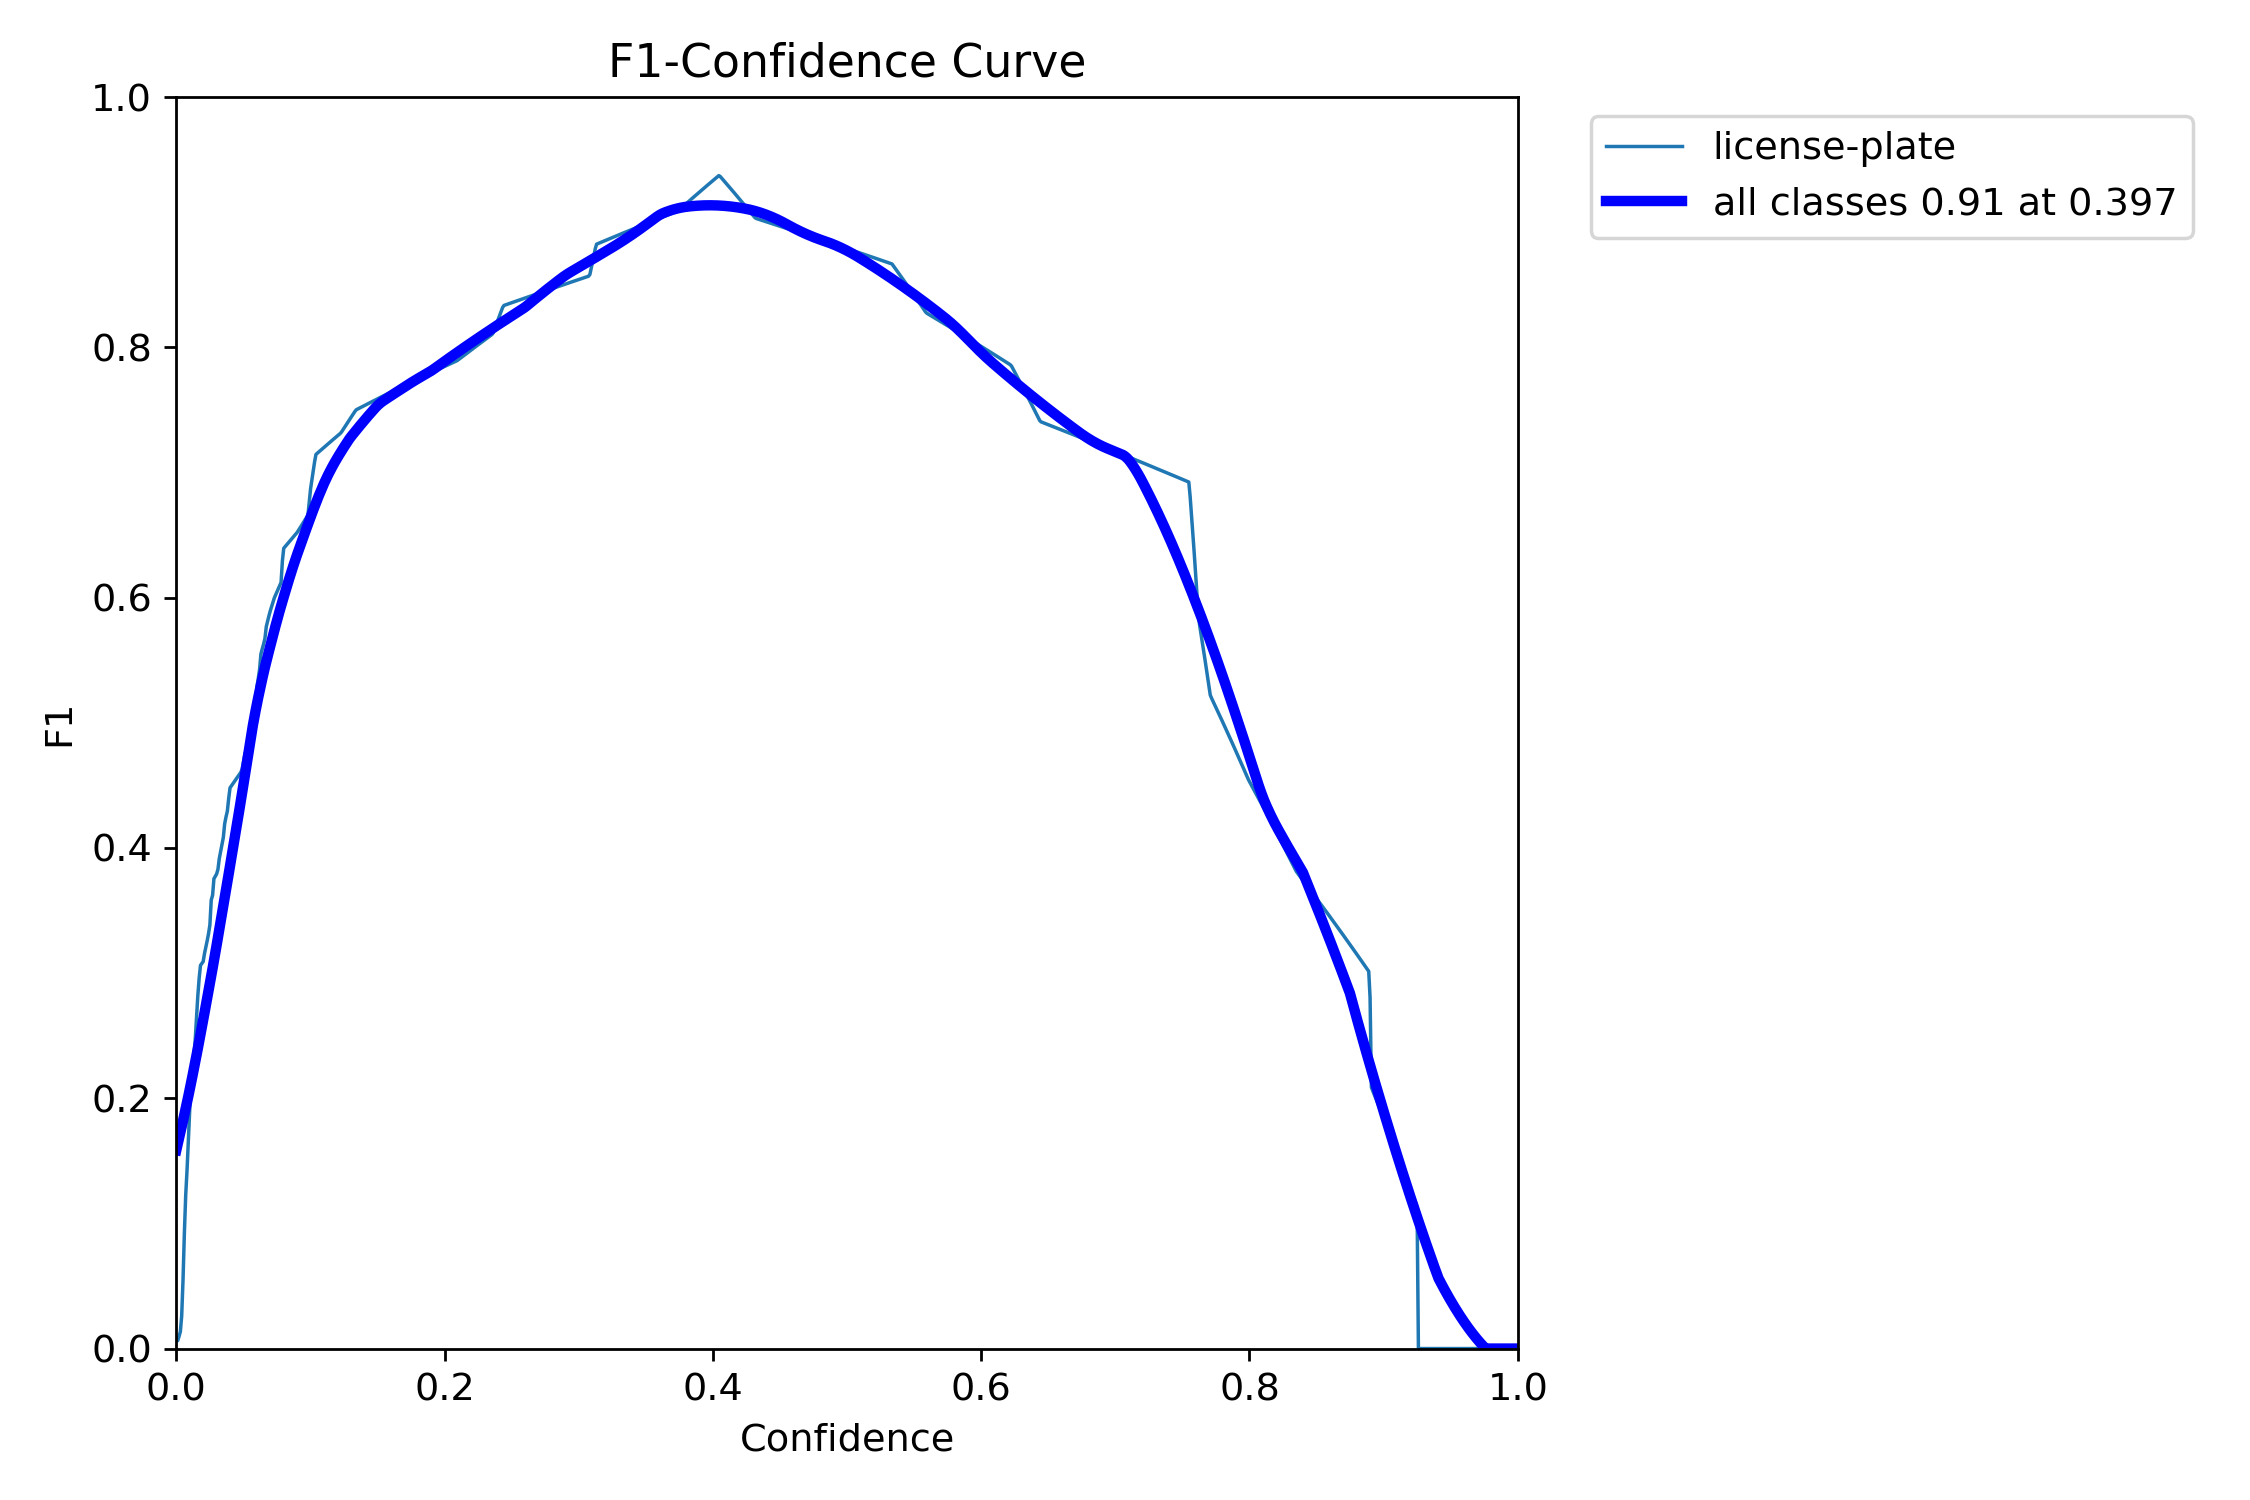 F1-Confidence Curve
1.0
0.8
0.6
0.4
0.2
0.0
F1
0.0 0.2 0.4 0.6 0.8 1.0
Confidence
license-plate
all classes 0.91 at 0.397